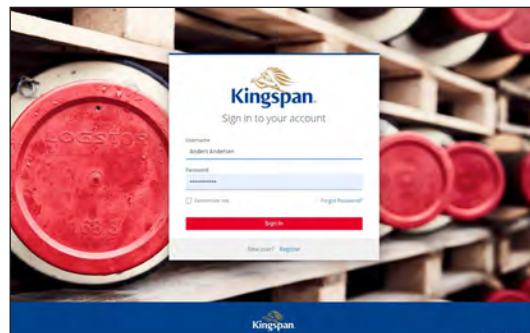 LOGSTOR
Kingspan
Sign in to your account
Username
Anders Andersen
Password
Remember me
Forgot Password?
Sign In
New user? Register
Kingspan